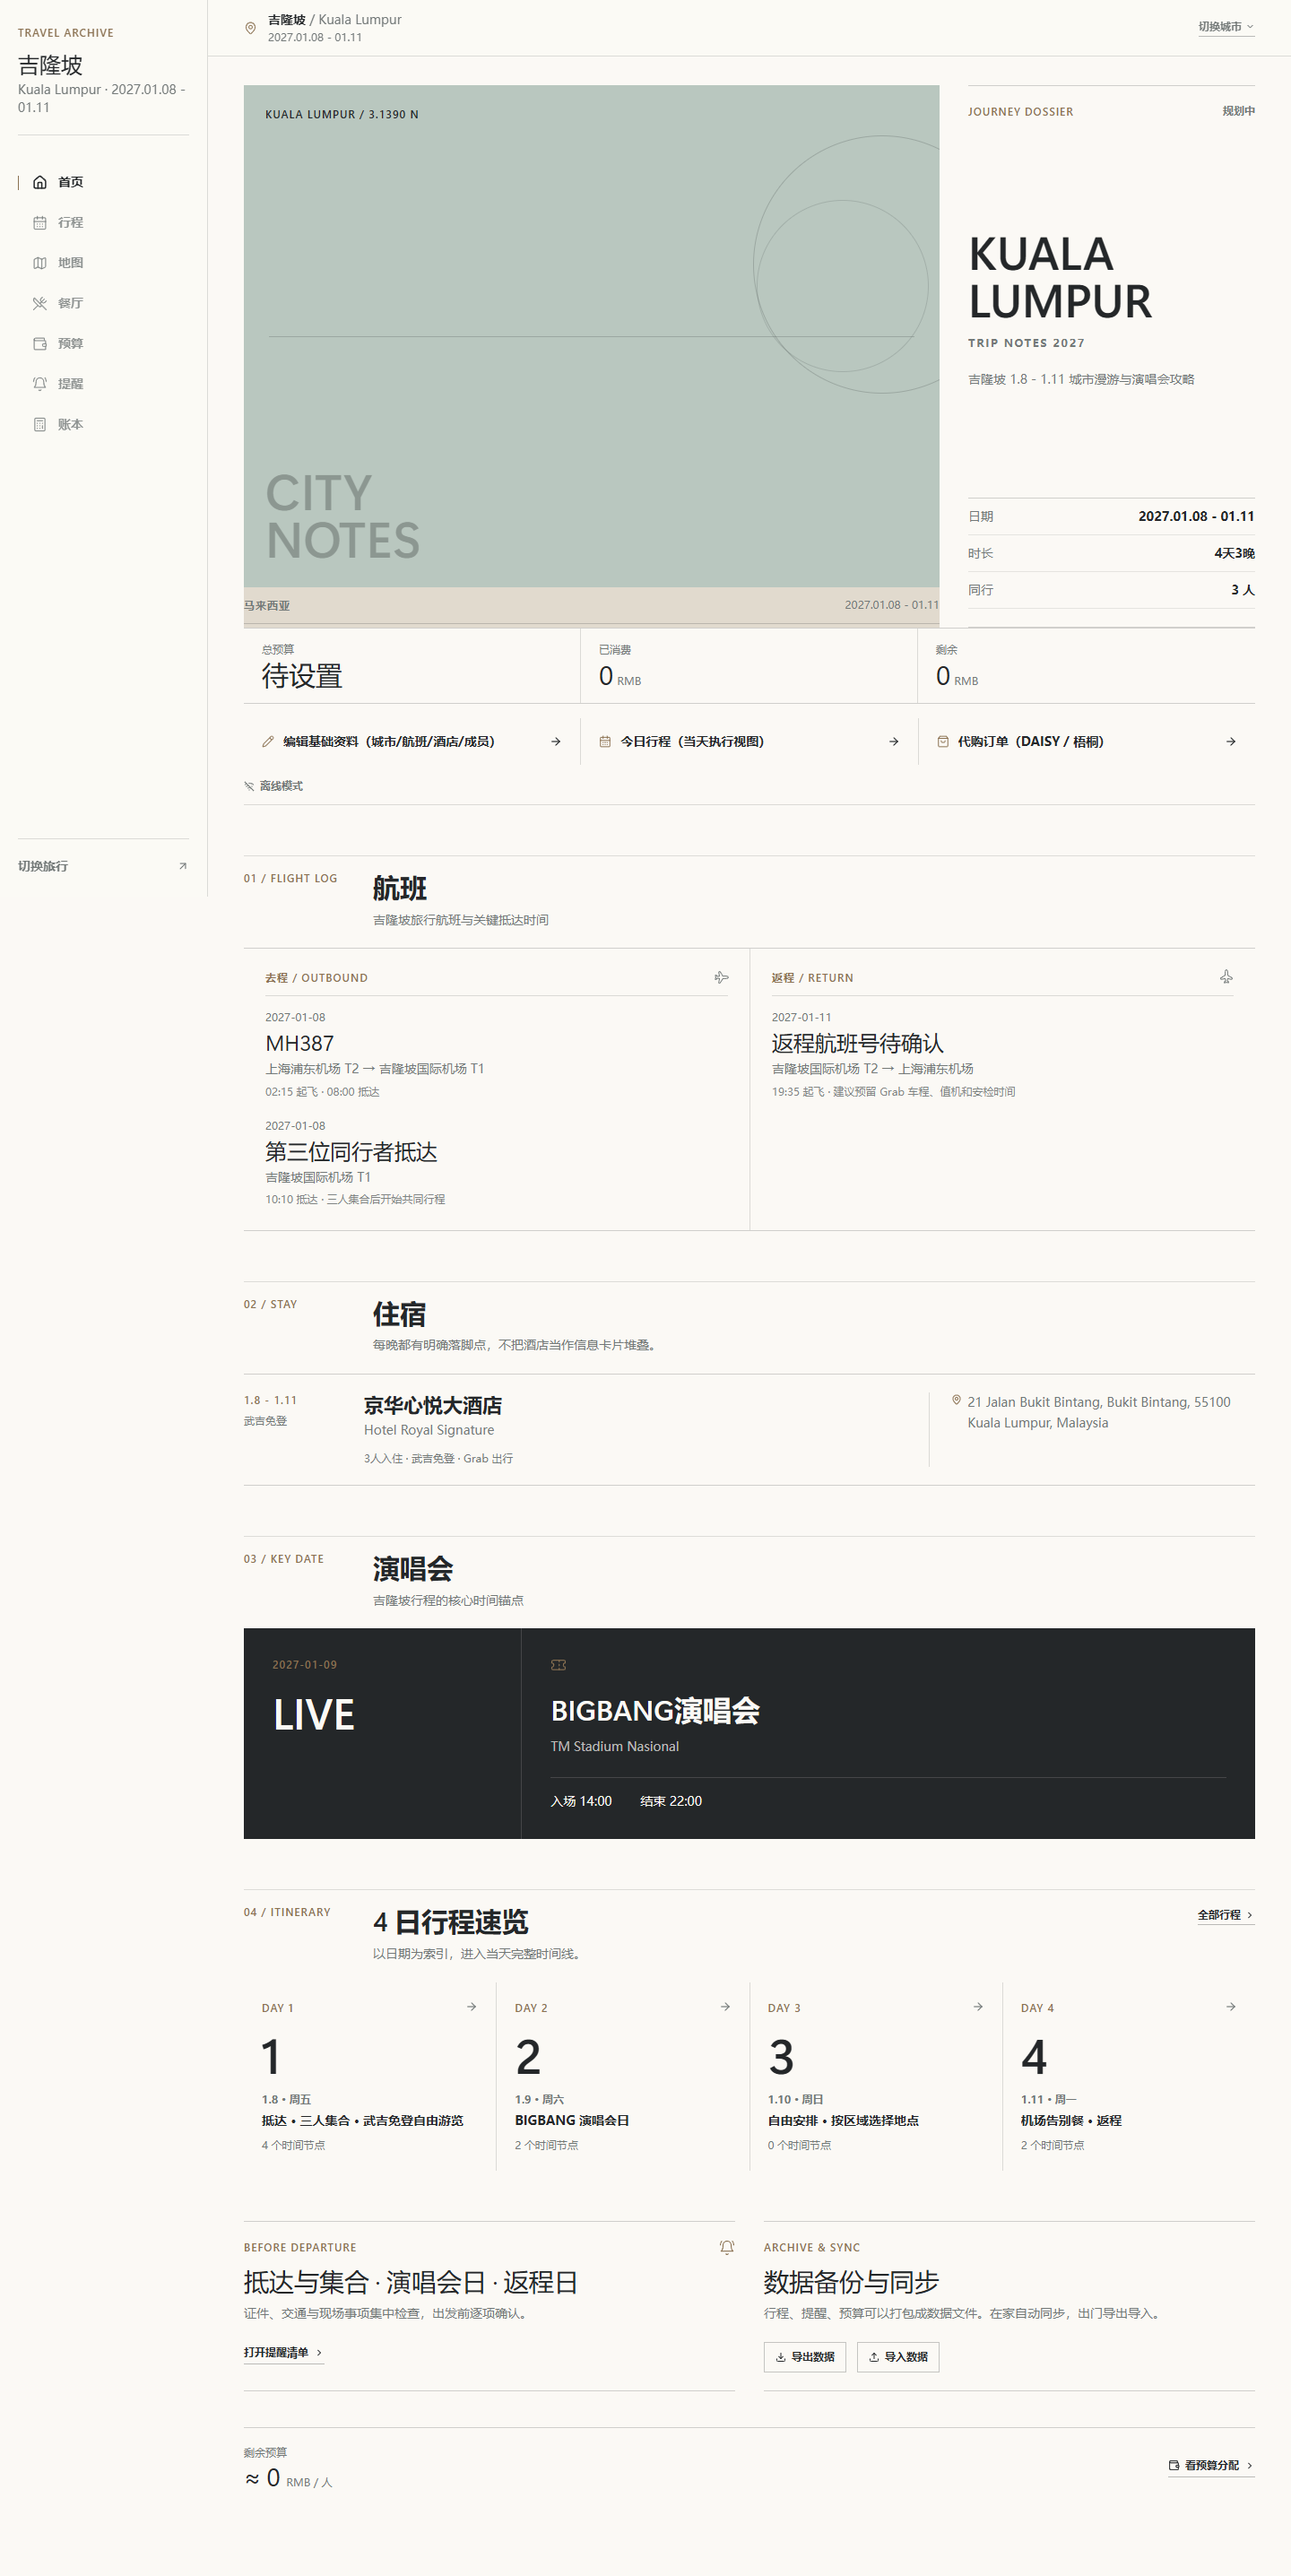 TRAVEL ARCHIVE
吉隆坡
Kuala Lumpur · 2027.01.08 -
01.11
首页
行程
地图
餐厅
预算
提醒
账本
切换旅行
吉隆坡 / Kuala Lumpur
2027.01.08 - 01.11
切换城市
KUALA LUMPUR / 3.1390 N
CITY
NOTES
马来西亚
2027.01.08 - 01.11
JOURNEY DOSSIER
规划中
KUALA
LUMPUR
TRIP NOTES 2027
吉隆坡 1.8 - 1.11 城市漫游与演唱会攻略
日期
2027.01.08 - 01.11
时长
4天3晚
同行
3 人
总预算
待设置
已消费
0 RMB
剩余
0 RMB
编辑基础资料（城市/航班/酒店/成员）
今日行程（当天执行视图）
代购订单（DAISY / 梧桐）
离线模式
01 / FLIGHT LOG
航班
吉隆坡旅行航班与关键抵达时间
去程 / OUTBOUND
2027-01-08
MH387
上海浦东机场 T2 → 吉隆坡国际机场 T1
02:15 起飞 · 08:00 抵达
2027-01-08
第三位同行者抵达
吉隆坡国际机场 T1
10:10 抵达 · 三人集合后开始共同行程
返程 / RETURN
2027-01-11
返程航班号待确认
吉隆坡国际机场 T2 → 上海浦东机场
19:35 起飞 · 建议预留 Grab 车程、值机和安检时间
02 / STAY
住宿
每晚都有明确落脚点，不把酒店当作信息卡片堆叠。
1.8 - 1.11
武吉免登
京华心悦大酒店
Hotel Royal Signature
3人入住 · 武吉免登 · Grab 出行
21 Jalan Bukit Bintang, Bukit Bintang, 55100
Kuala Lumpur, Malaysia
03 / KEY DATE
演唱会
吉隆坡行程的核心时间锚点
2027-01-09
LIVE
BIGBANG演唱会
TM Stadium Nasional
入场 14:00
结束 22:00
04 / ITINERARY
4 日行程速览
以日期为索引，进入当天完整时间线。
全部行程
DAY 1
1
1.8 • 周五
抵达 • 三人集合 • 武吉免登自由游览
4 个时间节点
DAY 2
2
1.9 • 周六
BIGBANG 演唱会日
2 个时间节点
DAY 3
3
1.10 • 周日
自由安排 • 按区域选择地点
0 个时间节点
DAY 4
4
1.11 • 周一
机场告别餐 • 返程
2 个时间节点
BEFORE DEPARTURE
抵达与集合 · 演唱会日 · 返程日
证件、交通与现场事项集中检查，出发前逐项确认。
打开提醒清单
ARCHIVE & SYNC
数据备份与同步
行程、提醒、预算可以打包成数据文件。在家自动同步，出门导出导入。
导出数据
导入数据
剩余预算
≈ 0 RMB / 人
看预算分配